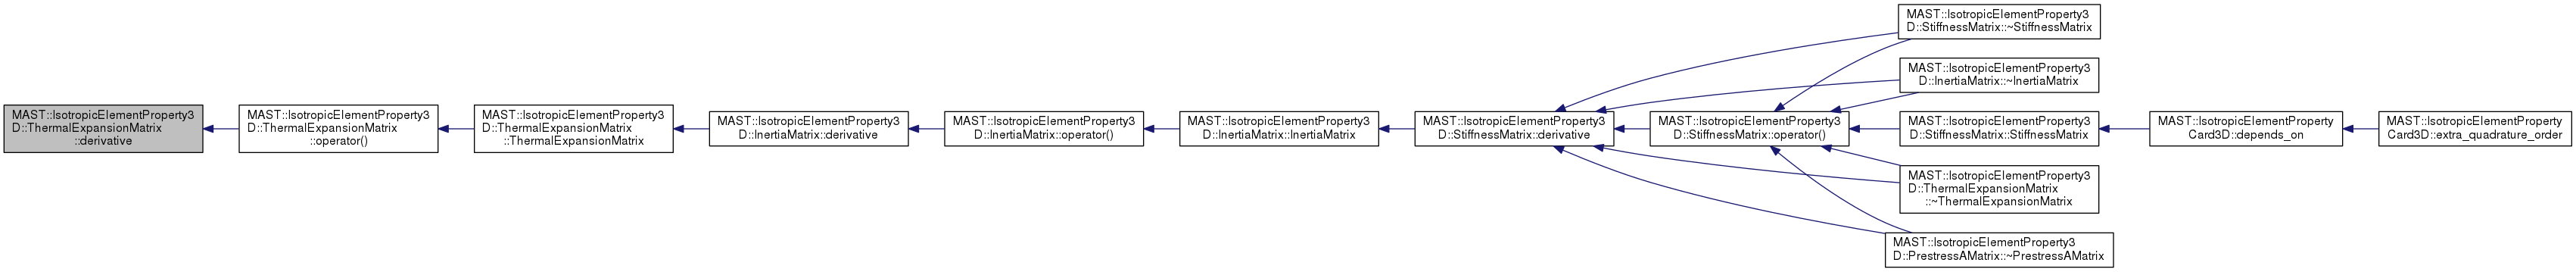 MAST::IsotropicElementProperty3
D::ThermalExpansionMatrix
::derivative
MAST::IsotropicElementProperty3
D::ThermalExpansionMatrix
::operator()
MAST::IsotropicElementProperty3
D::ThermalExpansionMatrix
::ThermalExpansionMatrix
MAST::IsotropicElementProperty3
D::InertiaMatrix::derivative
MAST::IsotropicElementProperty3
D::InertiaMatrix::operator()
MAST::IsotropicElementProperty3
D::InertiaMatrix::InertiaMatrix
MAST::IsotropicElementProperty3
D::StiffnessMatrix::derivative
MAST::IsotropicElementProperty3
D::StiffnessMatrix::operator()
MAST::IsotropicElementProperty3
D::StiffnessMatrix::~StiffnessMatrix
MAST::IsotropicElementProperty3
D::InertiaMatrix::~InertiaMatrix
MAST::IsotropicElementProperty3
D::StiffnessMatrix::StiffnessMatrix
MAST::IsotropicElementProperty3
D::ThermalExpansionMatrix
::~ThermalExpansionMatrix
MAST::IsotropicElementProperty3
D::PrestressAMatrix::~PrestressAMatrix
MAST::IsotropicElementProperty
Card3D::depends_on
MAST::IsotropicElementProperty
Card3D::extra_quadrature_order